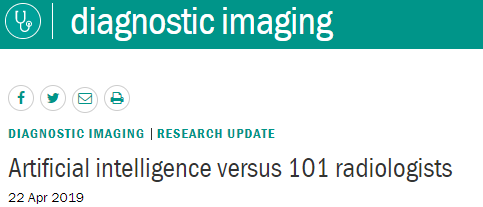 diagnostic imaging
DIAGNOSTIC IMAGING | RESEARCH UPDATE
Artificial intelligence versus 101 radiologists
22 Apr 2019